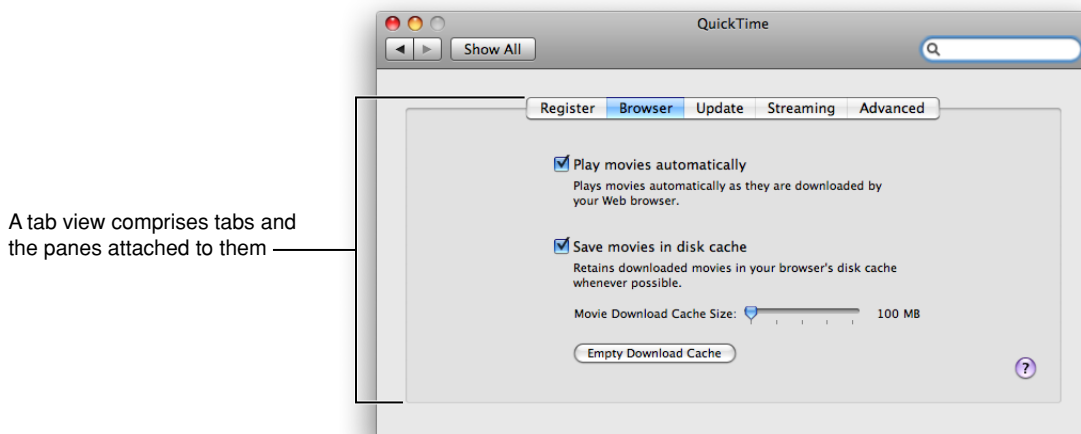 QuickTime
Show All
Register Browser Update Streaming Advanced
Play movies automatically
Plays movies automatically as they are downloaded by
your Web browser.
A tab view comprises tabs and
the panes attached to them
Save movies in disk cache
Retains downloaded movies in your browser's disk cache
whenever possible.
Movie Download Cache Size: 100 MB
Empty Download Cache
?